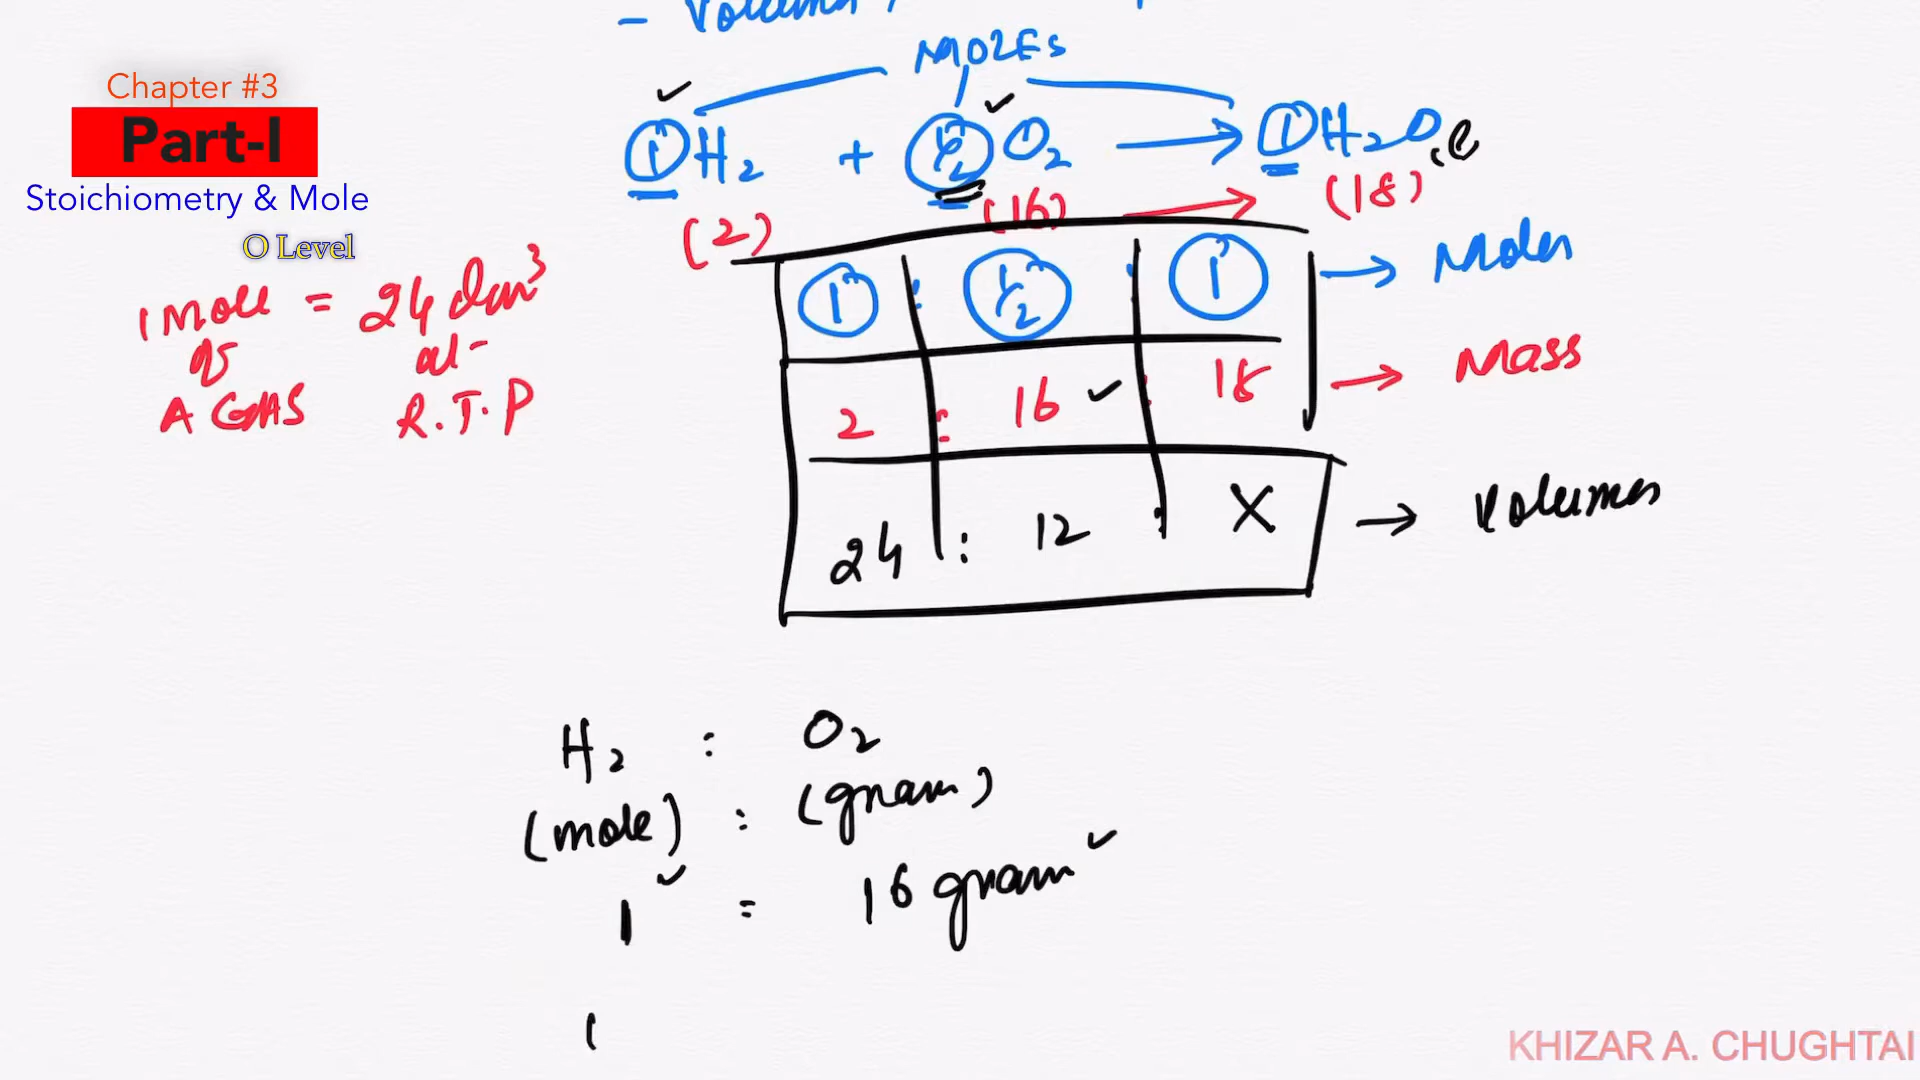 - Volume
MOLES
Chapter #3
Part-I
Stoichiometry & Mole
O Level
1 H2 + 1/2 O2 → 1 H2O(l
(2) (16) → (18)
1 Mole = 24 dm³
of at
A GAS R.T.P
1 : 1/2 : 1 → Moles
2 : 16 : 18 → Mass
24 : 12 : X → Volumes
H2 : O2
(mole) : (gram)
1 = 16 gram
(
KHIZAR A. CHUGHTAI